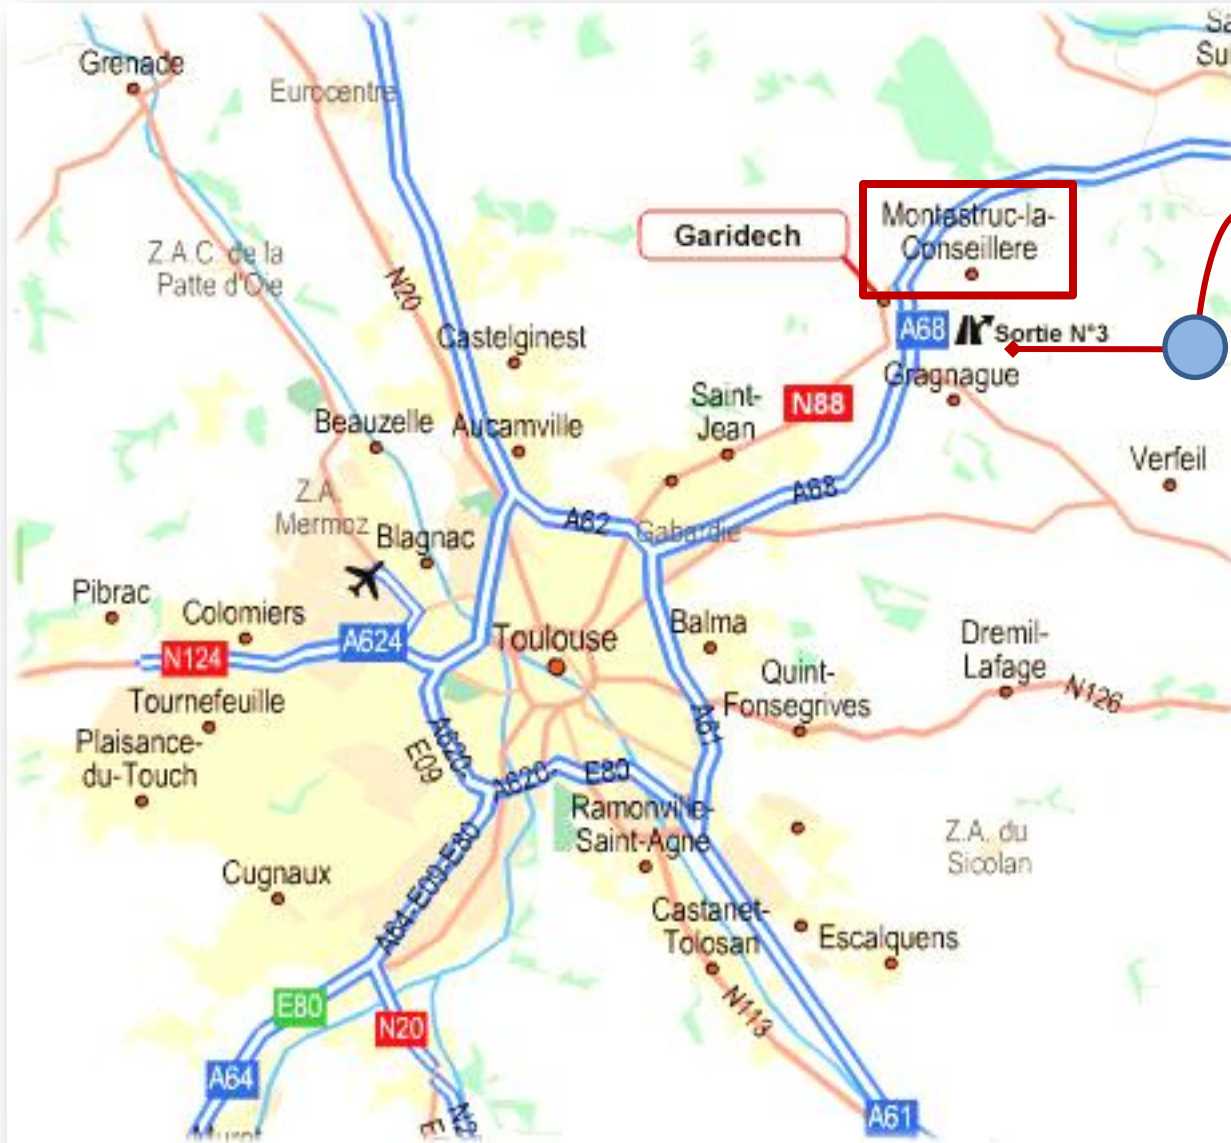 Sa
Su
Grenade
Eurocentre
Montastruc-la-
Conseillere
Garidech
Z.A.C. de la
Patte d'Oie
N20
A68
Sortie N°3
Castelginest
Gragnague
Saint-
Jean
N88
Beauzelle
Aucamville
Verfeil
Z.A.
Mermoz
A68
A62
Gabardie
Blagnac
Pibrac
Colomiers
A624
N124
Toulouse
Balma
Dremil-
Lafage
Quint-
Fonsegrives
N126
Tournefeuille
A61
Plaisance-
du-Touch
A620-
E09
A620-
E80
Ramonville-
Saint-Agne
Z.A. du
Sicolan
Cugnaux
A64-E09-E80
Castanet-
Tolosan
Escalquens
E80
N20
N113
A64
A61
Muret